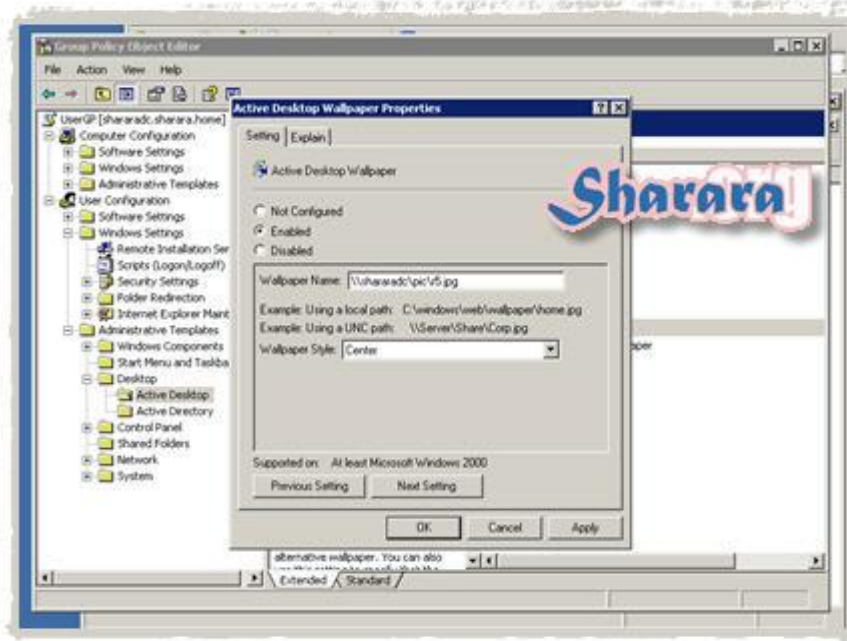 Group Policy Object Editor
File Action View Help
Active Desktop Wallpaper Properties
UserGP [shararadc.sharara.home]
Computer Configuration
Software Settings
Windows Settings
Administrative Templates
User Configuration
Software Settings
Windows Settings
Remote Installation Ser
Scripts (Logon/Logoff)
Security Settings
Folder Redirection
Internet Explorer Maint
Administrative Templates
Windows Components
Start Menu and Taskba
Desktop
Active Desktop
Active Directory
Control Panel
Shared Folders
Network
System
Setting Explain
Active Desktop Wallpaper
Sharara
org
Not Configured
Enabled
Disabled
Wallpaper Name: \\shararadc\pic\r5.jpg
Example: Using a local path: C:\windows\web\wallpaper\home.jpg
Example: Using a UNC path: \\Server\Share\Corp.jpg
Wallpaper Style: Center
paper
Supported on: At least Microsoft Windows 2000
Previous Setting Next Setting
OK Cancel Apply
alternative wallpaper. You can also
Extended Standard